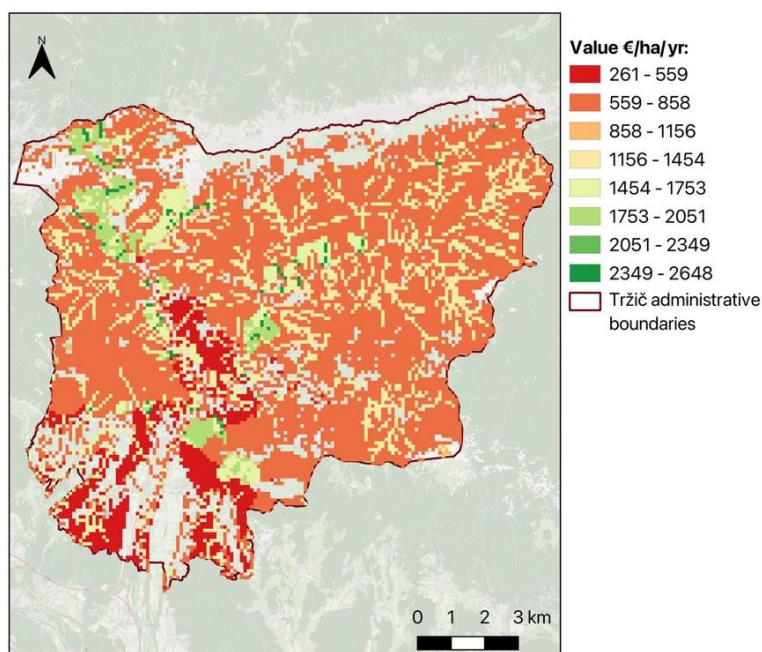 N
Value €/ha/yr:
261 - 559
559 - 858
858 - 1156
1156 - 1454
1454 - 1753
1753 - 2051
2051 - 2349
2349 - 2648
Tržič administrative
boundaries
0 1 2 3 km